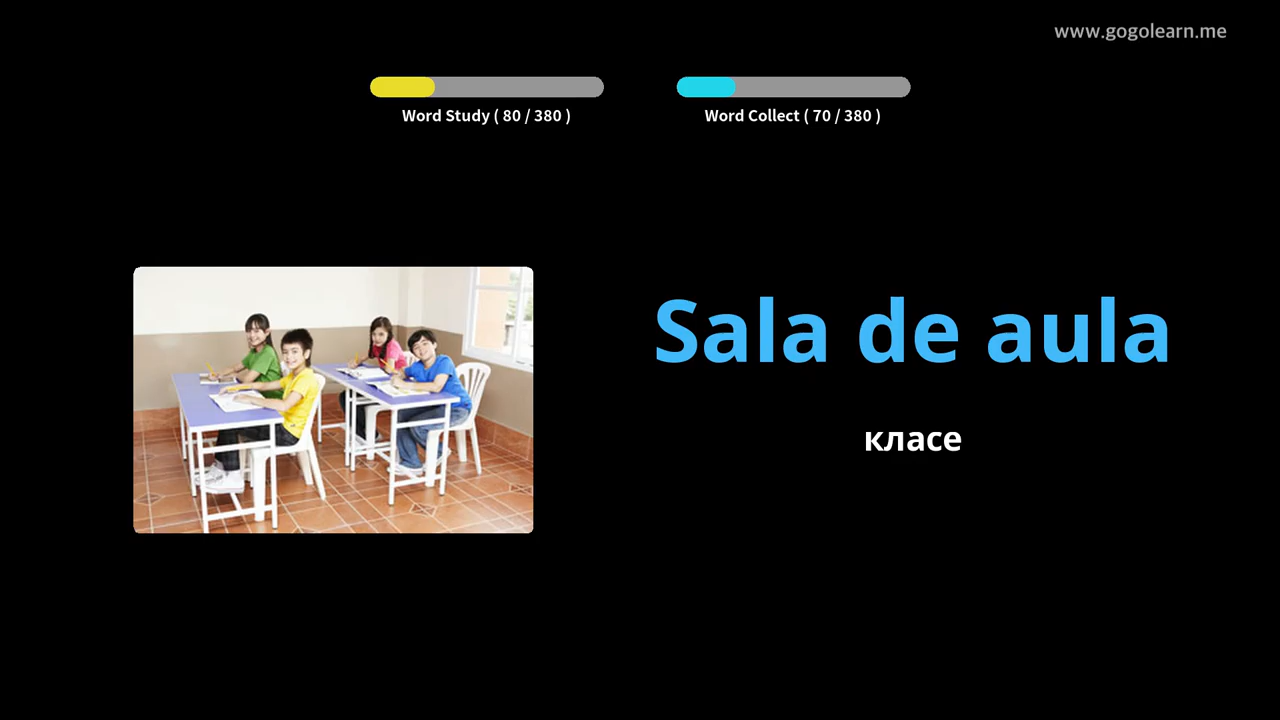 www.gogolearn.me
Word Study ( 80 / 380 )
Word Collect ( 70 / 380 )
Sala de aula
класе